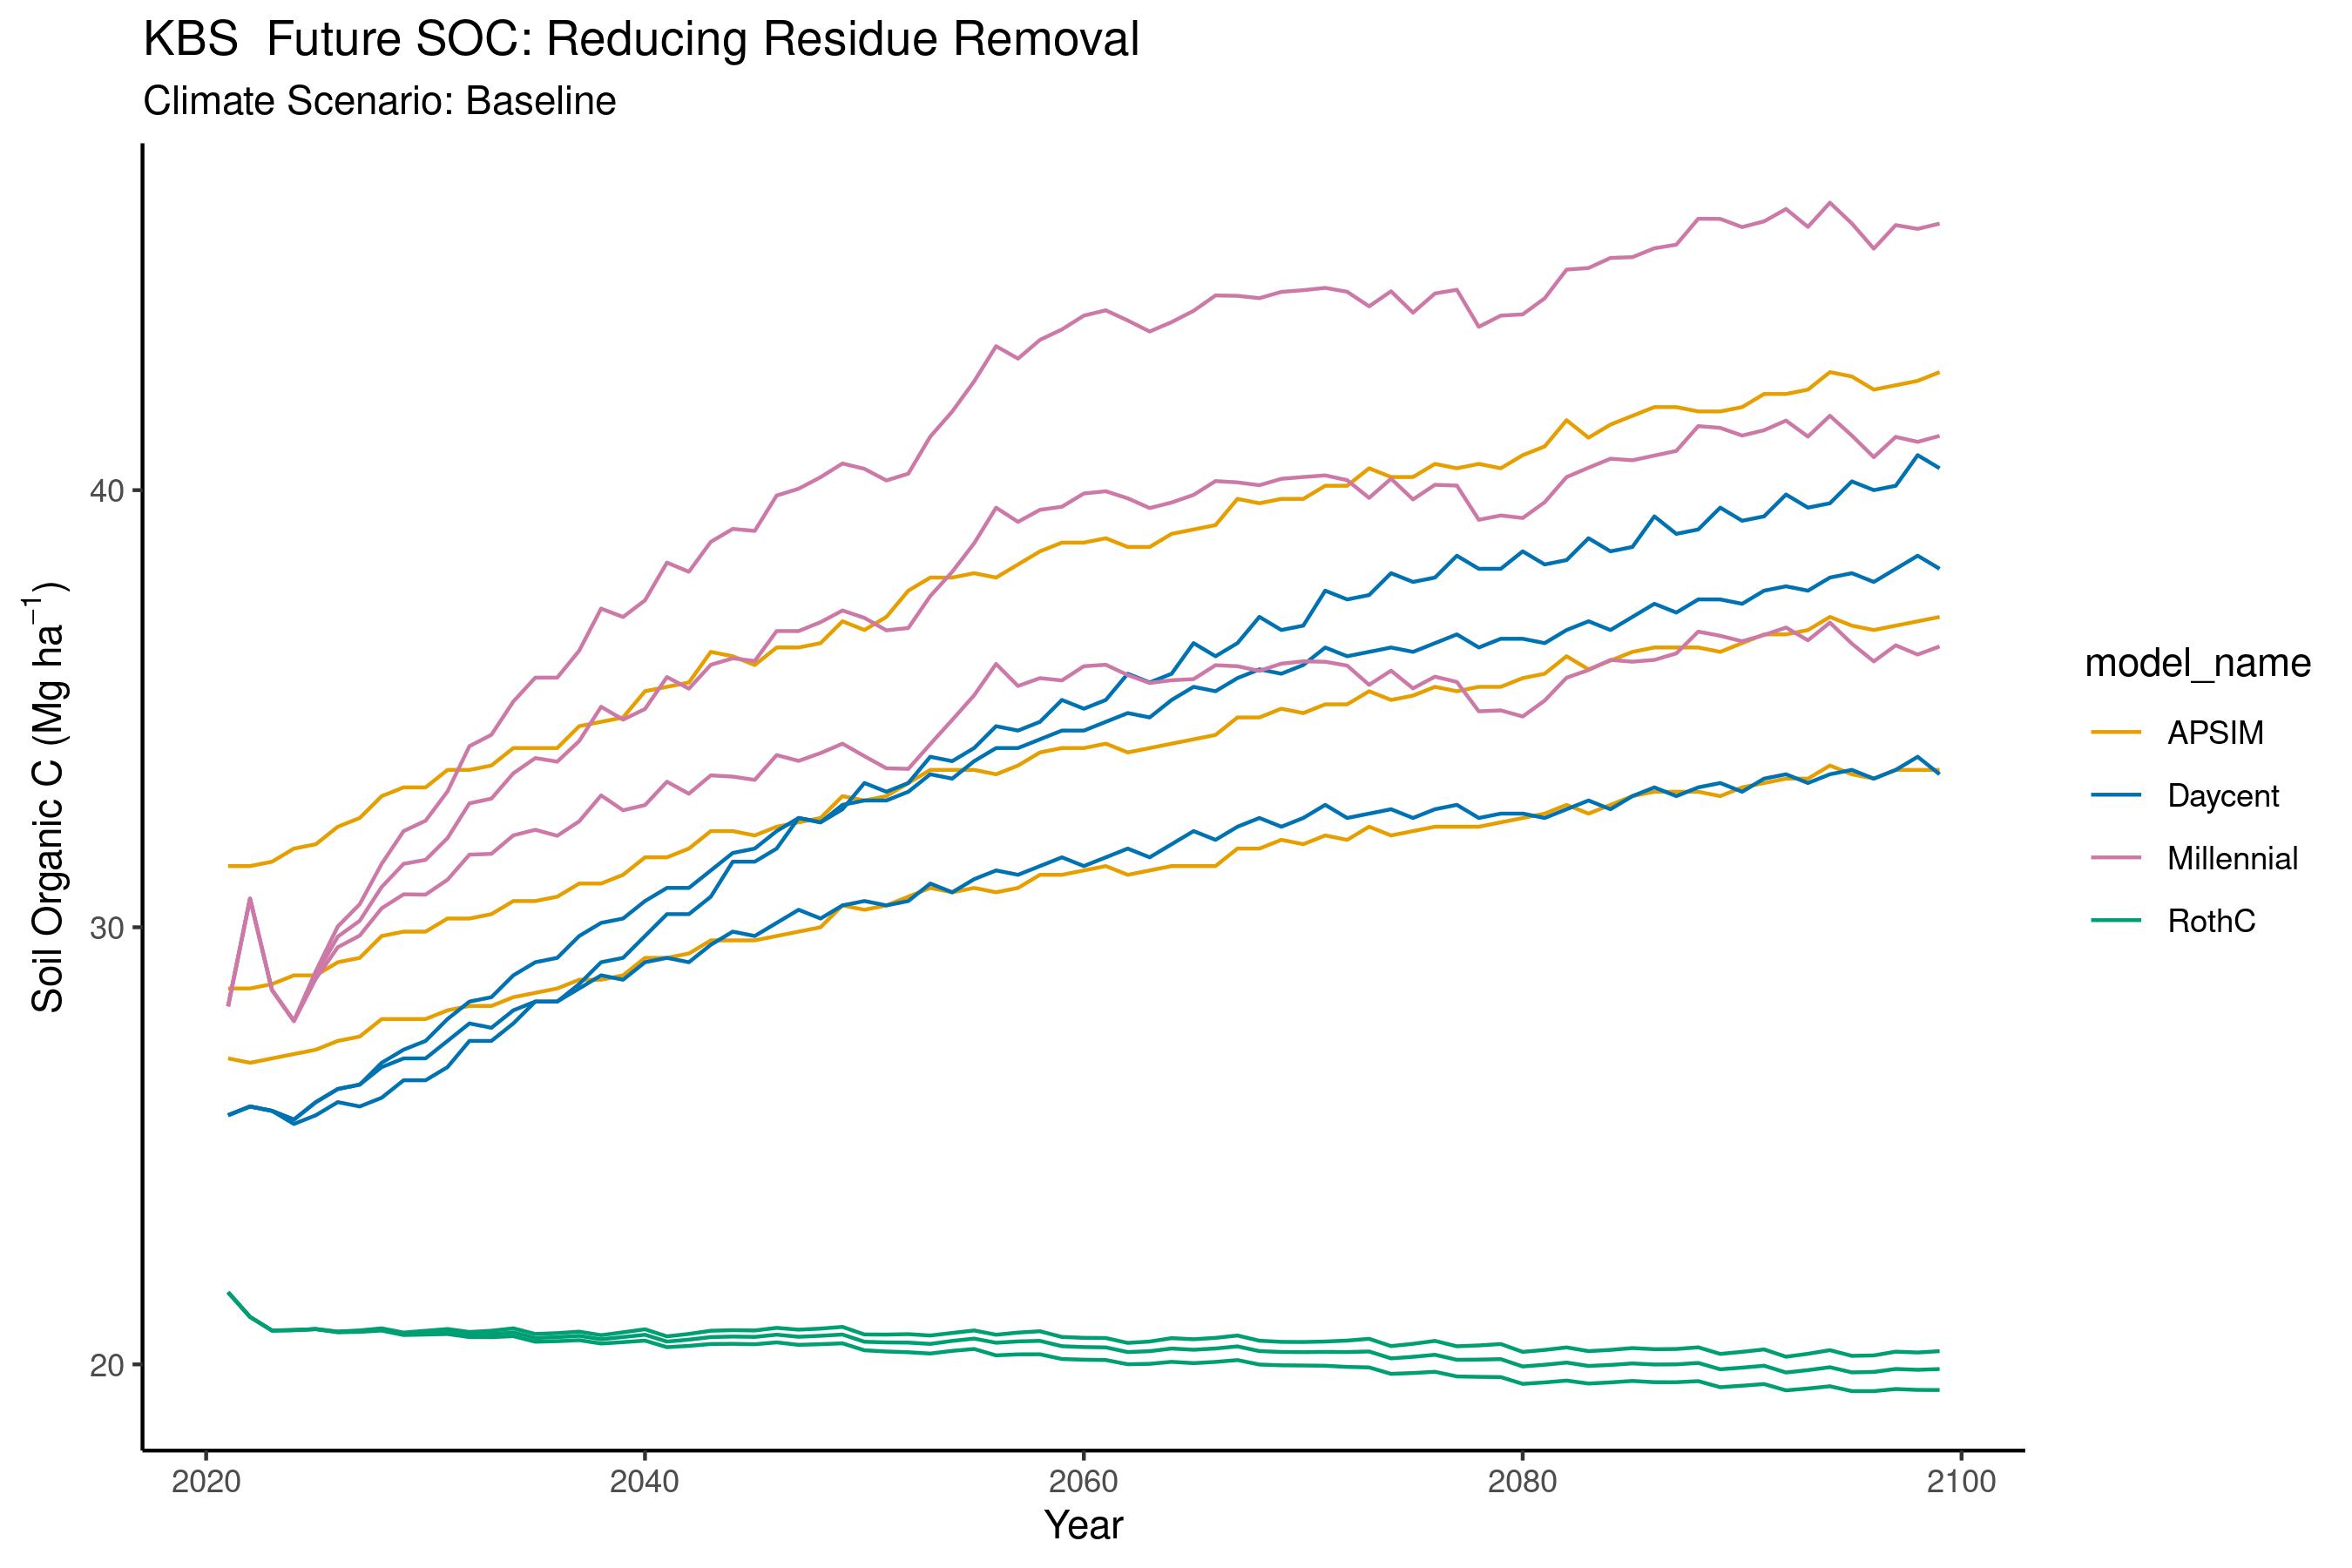 KBS  Future SOC: Reducing Residue Removal
Climate Scenario: Baseline
Soil Organic C (Mg ha⁻¹)
40
30
20
2020
2040
2060
2080
2100
Year
model_name
APSIM
Daycent
Millennial
RothC